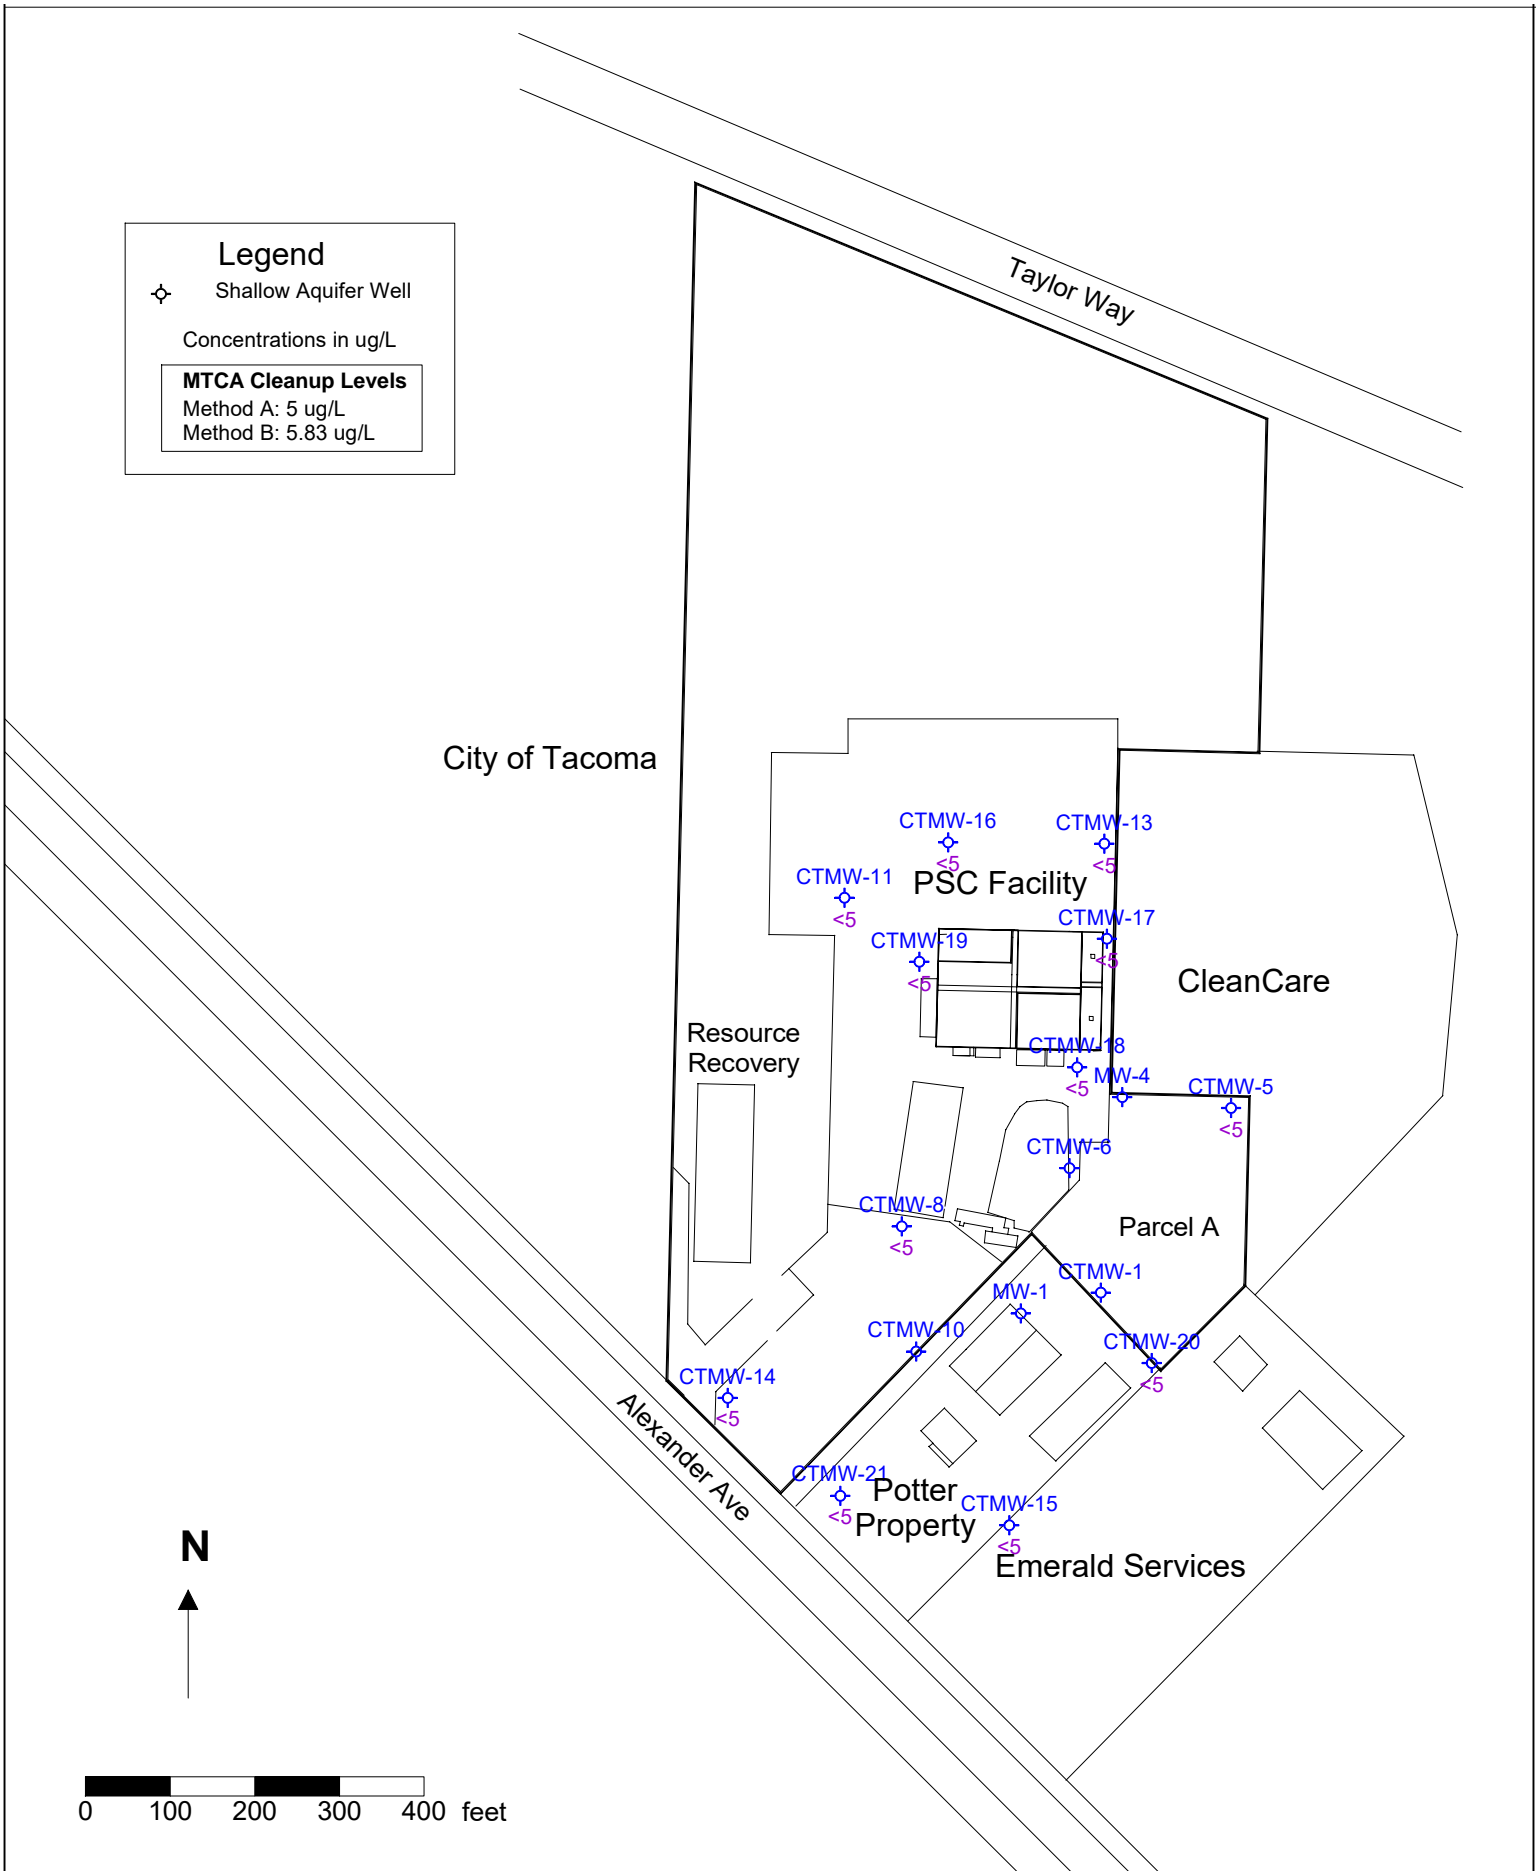 Taylor Way
Legend
Shallow Aquifer Well
Concentrations in ug/L
MTCA Cleanup Levels
Method A: 5 ug/L
Method B: 5.83 ug/L
City of Tacoma
CTMW-16
<5
CTMW-13
<5
PSC Facility
CTMW-11
<5
CTMW-17
<5
CTMW-19
<5
CleanCare
Resource
Recovery
CTMW-18
<5
MW-4
CTMW-5
<5
CTMW-6
CTMW-8
<5
Parcel A
CTMW-1
MW-1
CTMW-10
CTMW-20
<5
CTMW-14
<5
Alexander Ave
CTMW-21
<5
Potter
Property
CTMW-15
<5
Emerald Services
N
0 100 200 300 400 feet